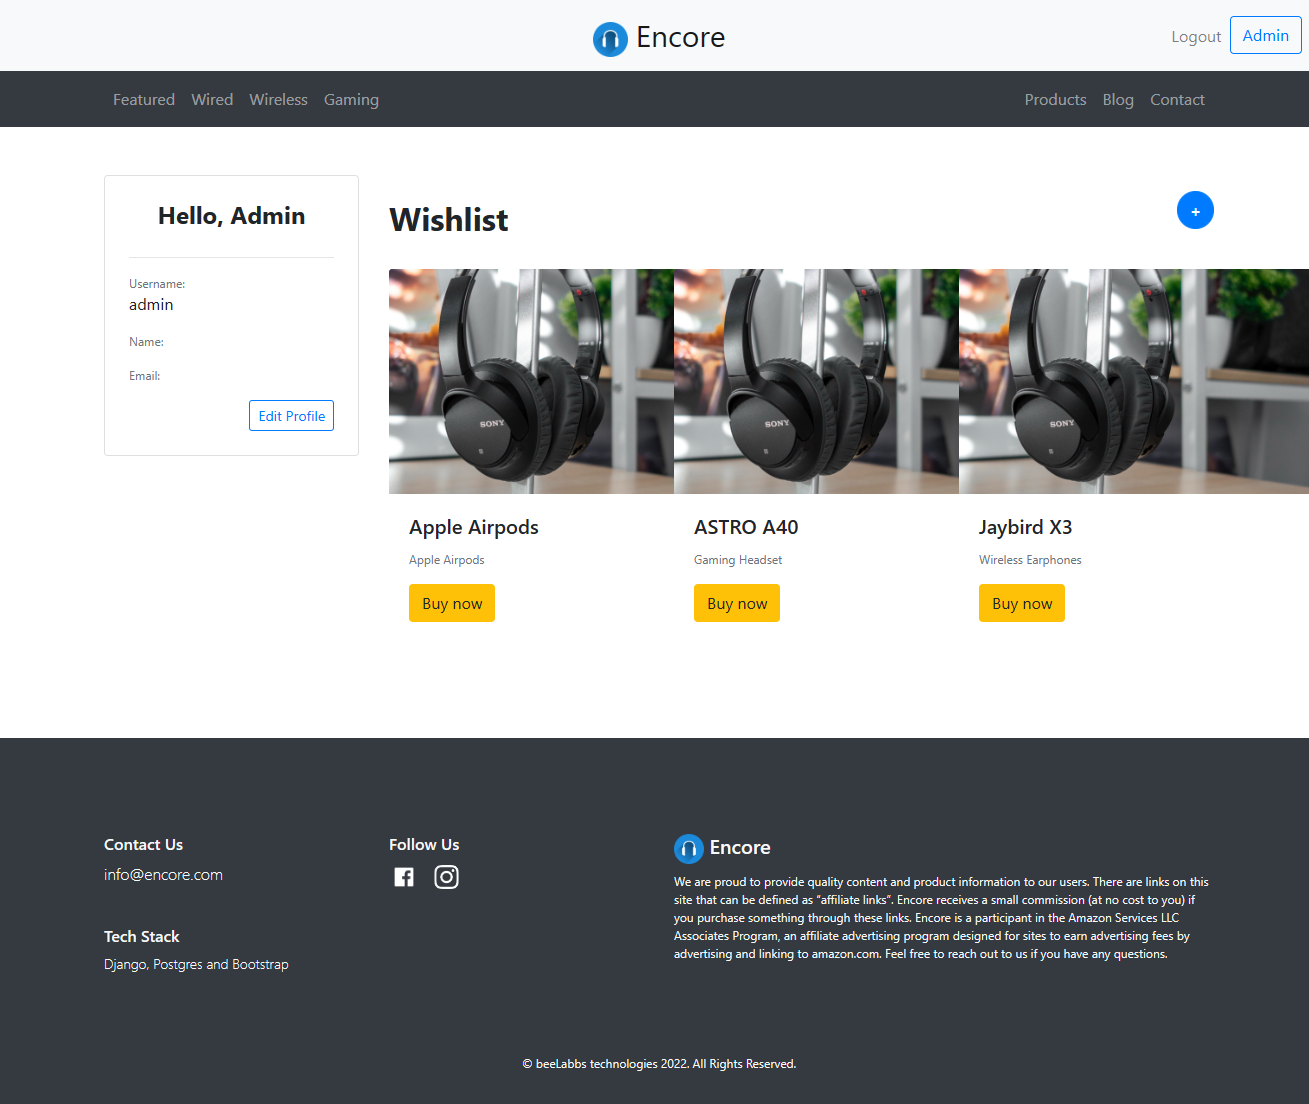 Encore
Logout
Admin
Featured Wired Wireless Gaming
Products Blog Contact
Hello, Admin
Username:
admin
Name:
Email:
Edit Profile
Wishlist
+
SONY
SONY
SONY
Apple Airpods
Apple Airpods
Buy now
ASTRO A40
Gaming Headset
Buy now
Jaybird X3
Wireless Earphones
Buy now
Contact Us
info@encore.com
Tech Stack
Django, Postgres and Bootstrap
Follow Us
Encore
We are proud to provide quality content and product information to our users. There are links on this
site that can be defined as “affiliate links”. Encore receives a small commission (at no cost to you) if
you purchase something through these links. Encore is a participant in the Amazon Services LLC
Associates Program, an affiliate advertising program designed for sites to earn advertising fees by
advertising and linking to amazon.com. Feel free to reach out to us if you have any questions.
© beeLabbs technologies 2022. All Rights Reserved.